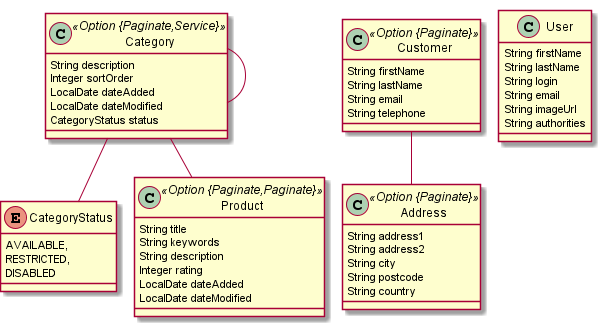 C «Option {Paginate,Service}»
Category
String description
Integer sortOrder
LocalDate dateAdded
LocalDate dateModified
CategoryStatus status
C «Option {Paginate}»
Customer
String firstName
String lastName
String email
String telephone
C User
String firstName
String lastName
String login
String email
String imageUrl
String authorities
E CategoryStatus
AVAILABLE,
RESTRICTED,
DISABLED
C «Option {Paginate,Paginate}»
Product
String title
String keywords
String description
Integer rating
LocalDate dateAdded
LocalDate dateModified
C «Option {Paginate}»
Address
String address1
String address2
String city
String postcode
String country